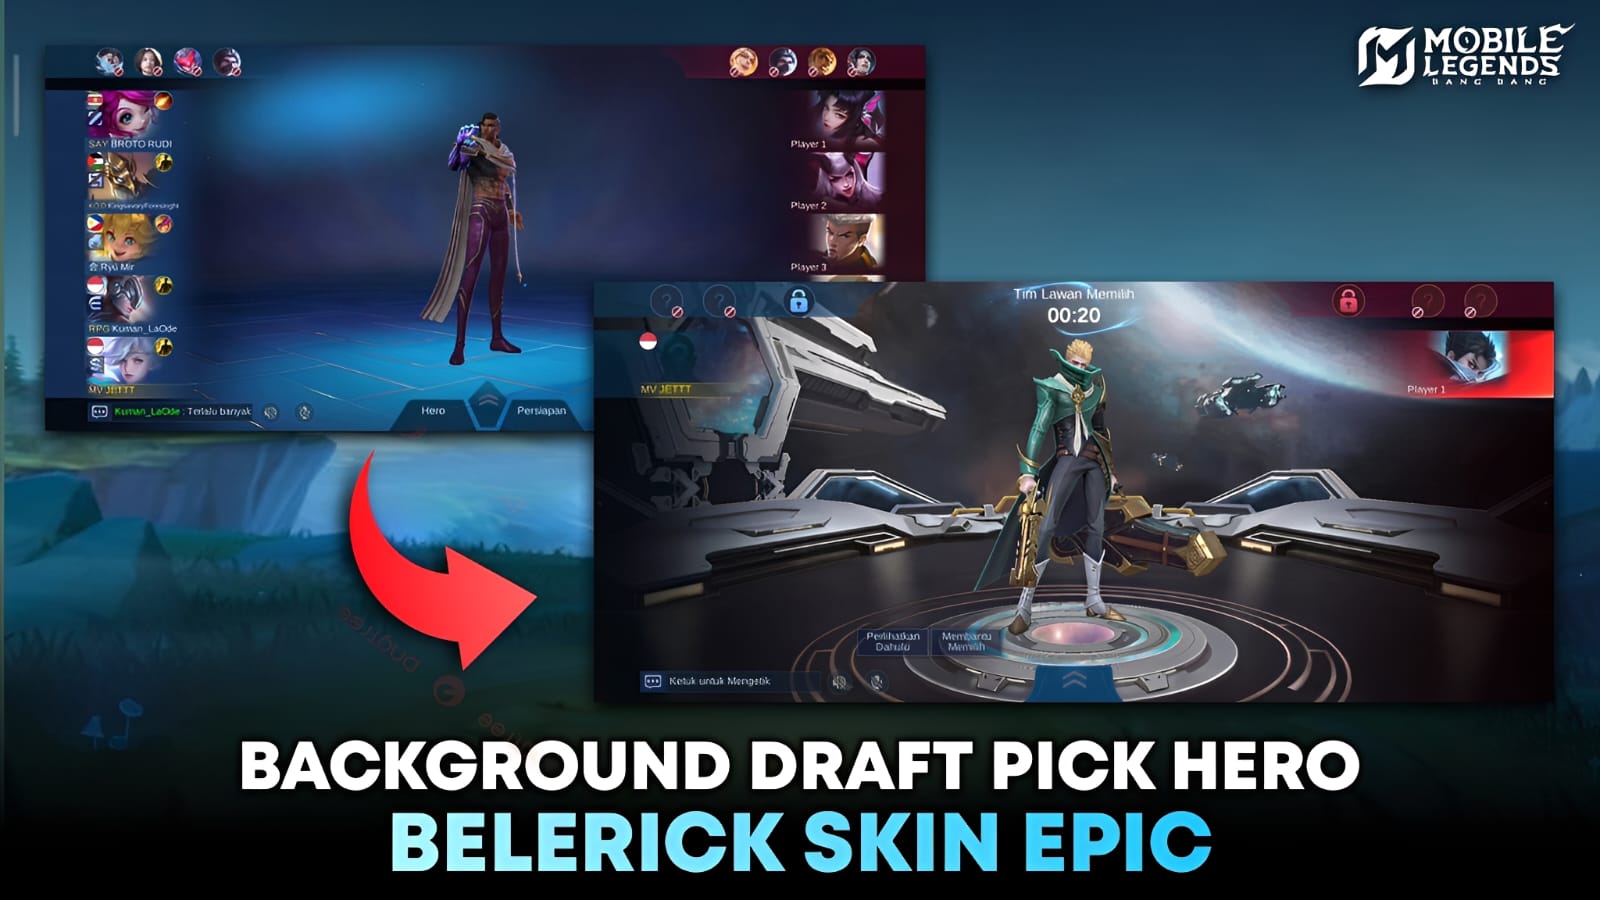 MOBILE
LEGENDS
BANG BANG
SAY BROTO RUDI
Ryu Mir
RPG Kuman_LaOde
MV JETTT
Kuman_LaOde : Terlalu banyak
Hero
Persiapan
Player 1
Player 2
Player 3
Tim Lawan Memilih
00:20
MV JETTT
Player 1
Perlihatkan
Dahulu
Membantu
Memilih
Ketuk untuk Mengetik
BACKGROUND DRAFT PICK HERO
BELERICK SKIN EPIC